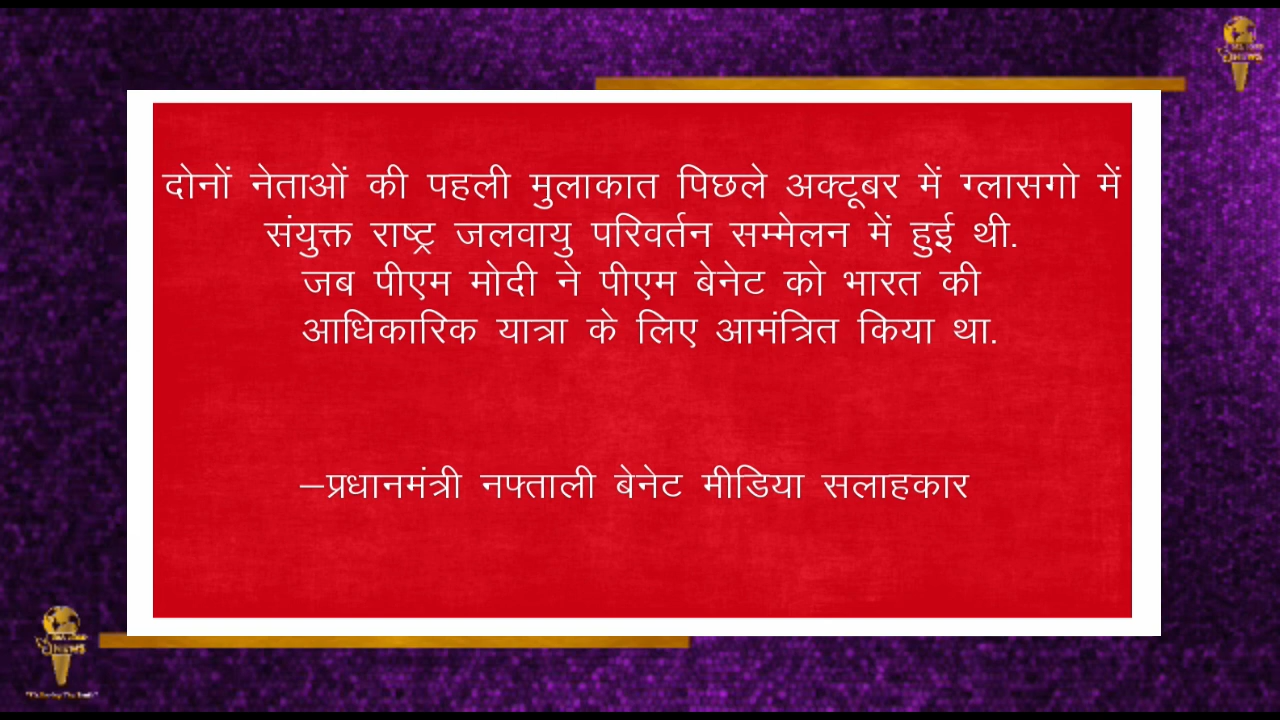 दोनों नेताओं की पहली मुलाकात पिछले अक्टूबर में ग्लासगो में
संयुक्त राष्ट्र जलवायु परिवर्तन सम्मेलन में हुई थी.
जब पीएम मोदी ने पीएम बेनेट को भारत की
आधिकारिक यात्रा के लिए आमंत्रित किया था.
–प्रधानमंत्री नफ्ताली बेनेट मीडिया सलाहकार